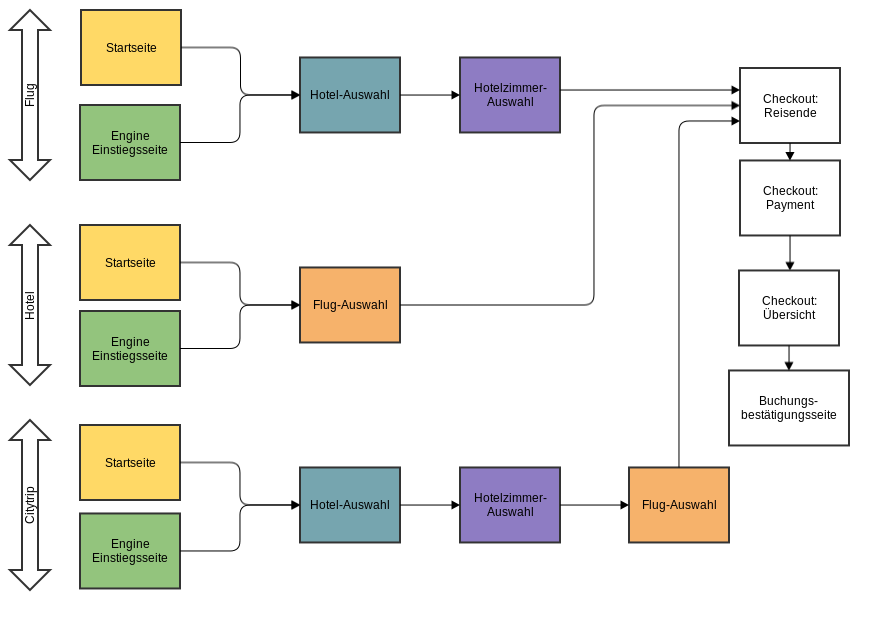 Flug
Startseite
Engine
Einstiegsseite
Hotel-Auswahl
Hotelzimmer-
Auswahl
Checkout:
Reisende
Checkout:
Payment
Checkout:
Übersicht
Buchungs-
bestätigungsseite
Hotel
Startseite
Engine
Einstiegsseite
Flug-Auswahl
Citytrip
Startseite
Engine
Einstiegsseite
Hotel-Auswahl
Hotelzimmer-
Auswahl
Flug-Auswahl